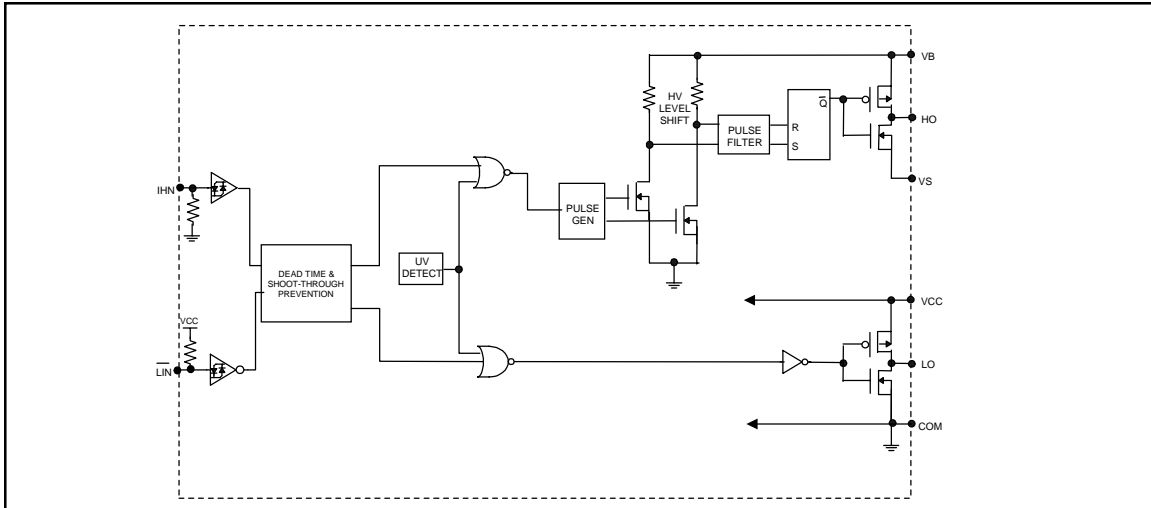 VB
HV
LEVEL
SHIFT
Q
HO
PULSE
FILTER
R
S
VS
IHN
PULSE
GEN
UV
DETECT
DEAD TIME &
SHOOT-THROUGH
PREVENTION
VCC
VCC
LIN
LO
COM